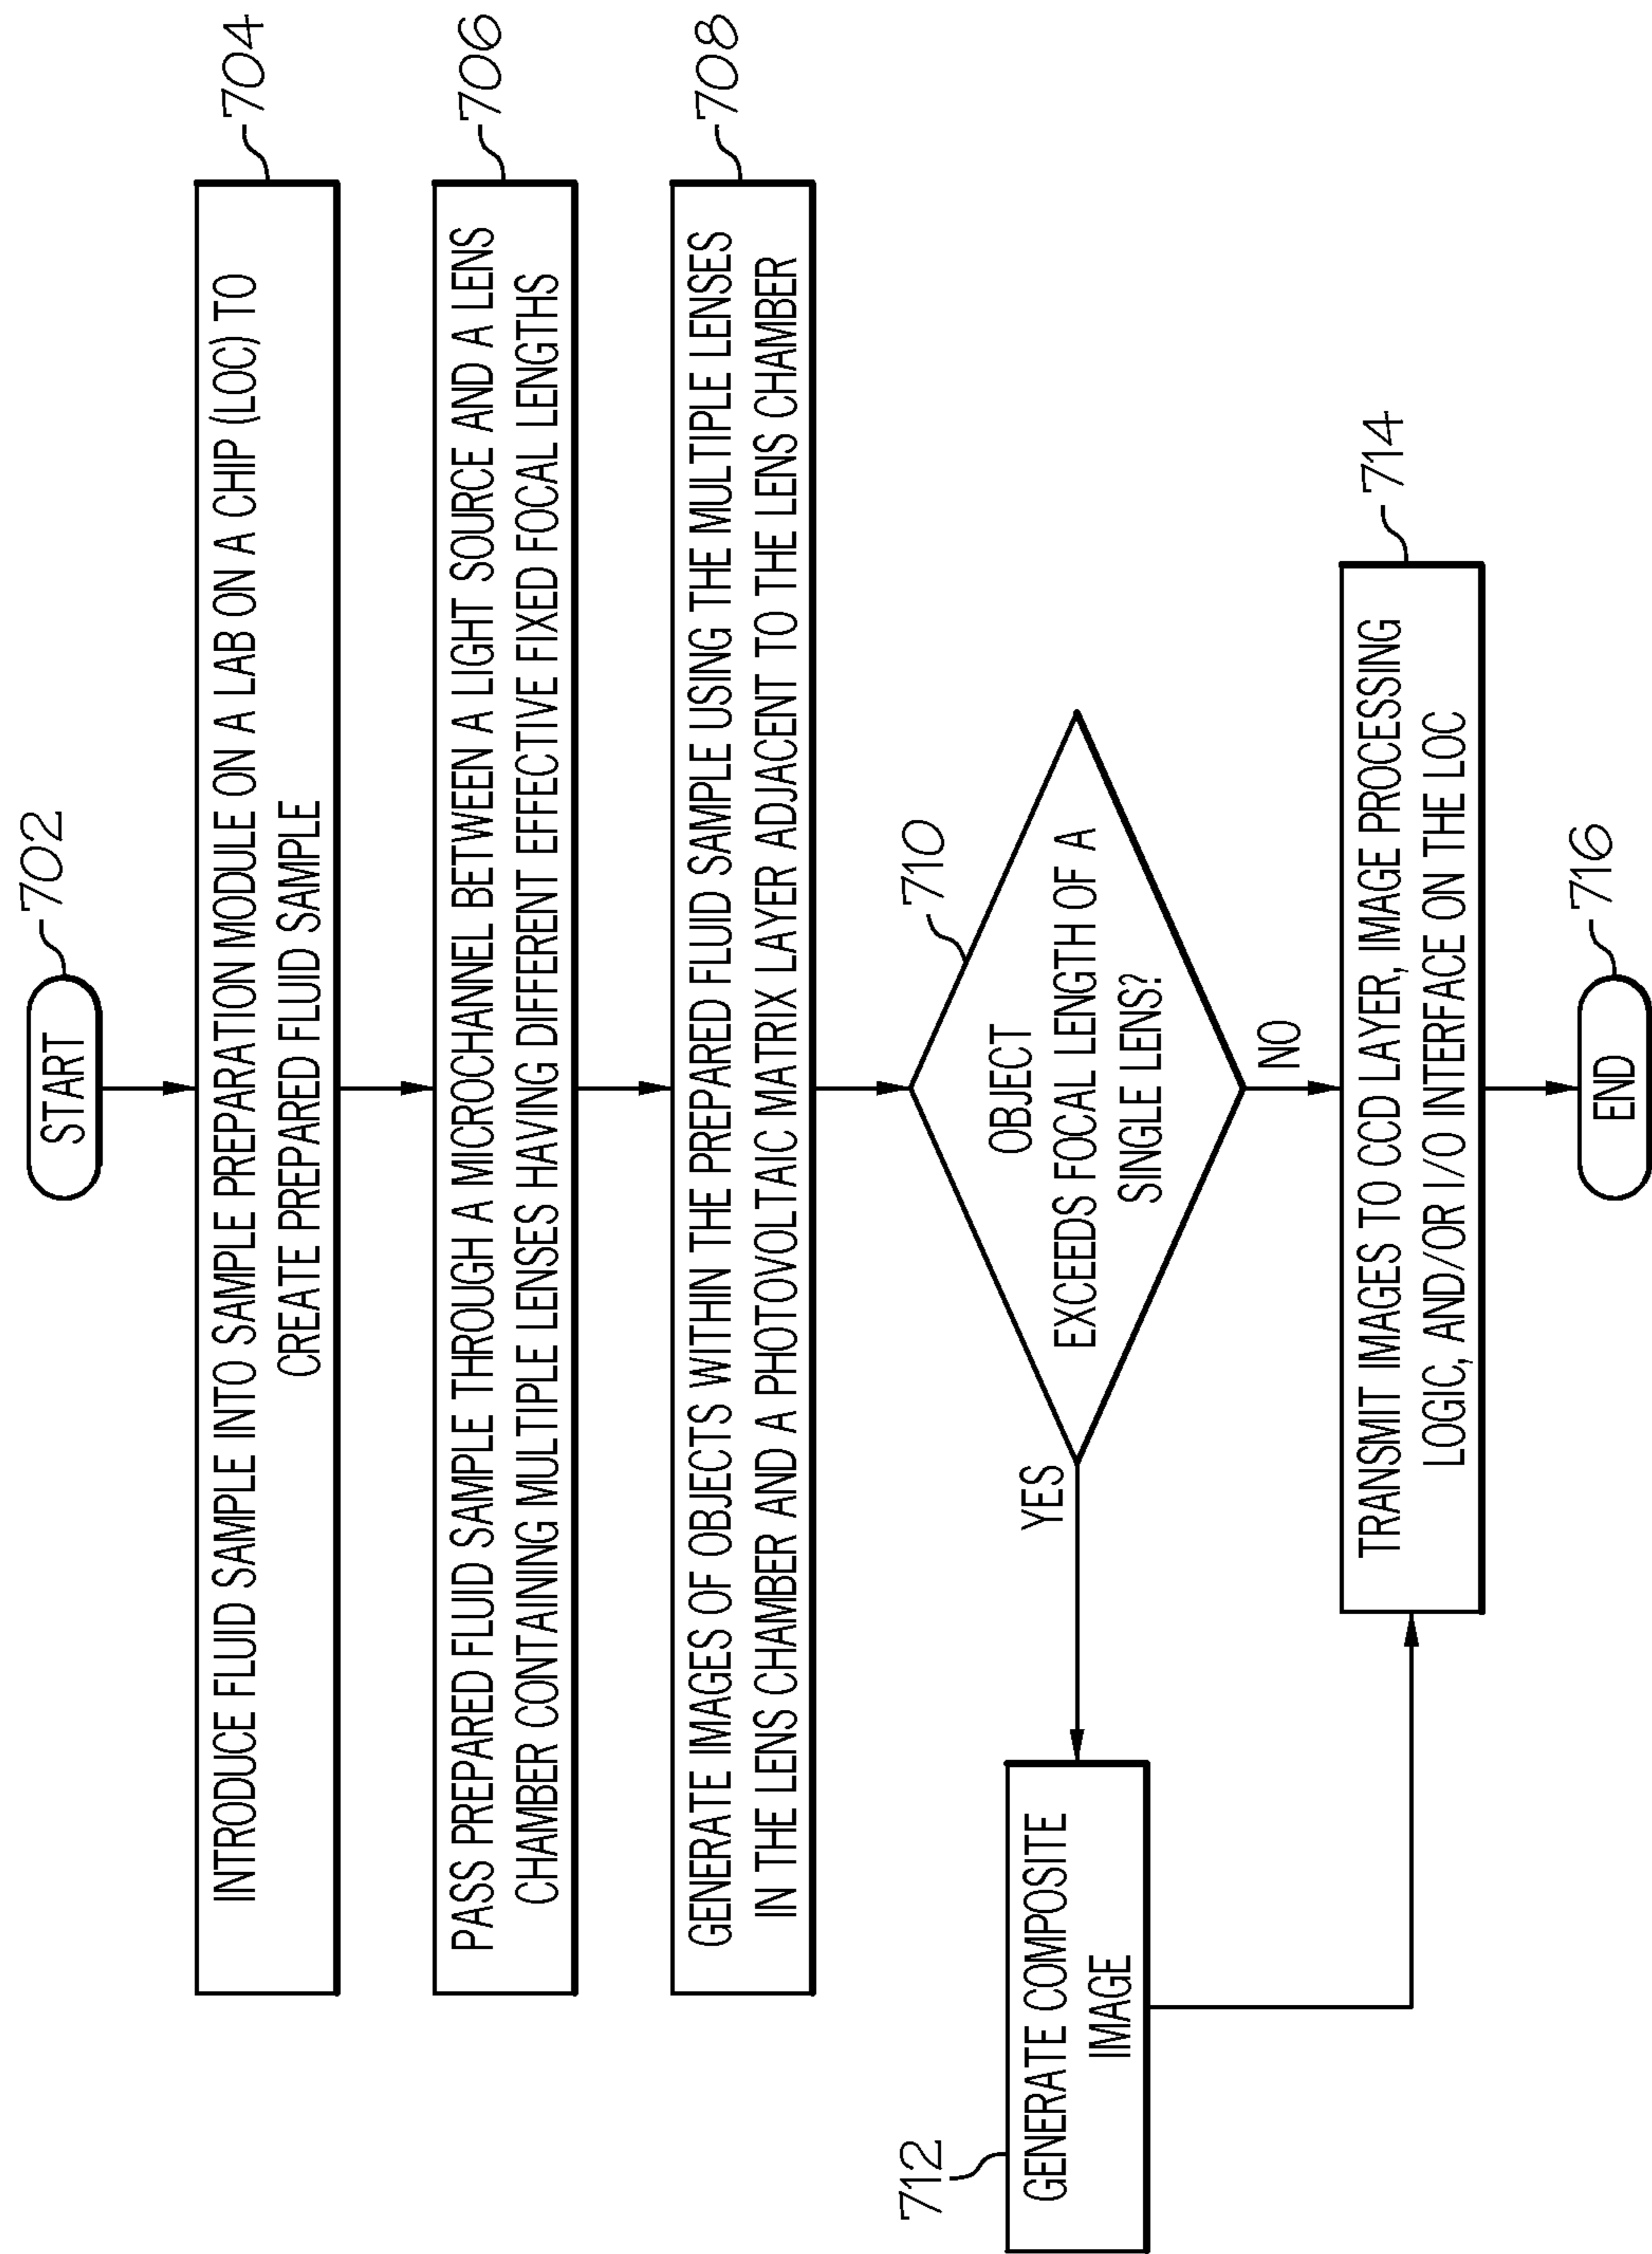 702
START
704
INTRODUCE FLUID SAMPLE INTO SAMPLE PREPARATION MODULE ON A LAB ON A CHIP (LOC) TO
CREATE PREPARED FLUID SAMPLE
706
PASS PREPARED FLUID SAMPLE THROUGH A MICROCHANNEL BETWEEN A LIGHT SOURCE AND A LENS
CHAMBER CONTAINING MULTIPLE LENSES HAVING DIFFERENT EFFECTIVE FIXED FOCAL LENGTHS
708
GENERATE IMAGES OF OBJECTS WITHIN THE PREPARED FLUID SAMPLE USING THE MULTIPLE LENSES
IN THE LENS CHAMBER AND A PHOTOVOLTAIC MATRIX LAYER ADJACENT TO THE LENS CHAMBER
710
OBJECT
EXCEEDS FOCAL LENGTH OF A
SINGLE LENS?
YES
NO
712
GENERATE COMPOSITE
IMAGE
714
TRANSMIT IMAGES TO CCD LAYER, IMAGE PROCESSING
LOGIC, AND/OR I/O INTERFACE ON THE LOC
716
END